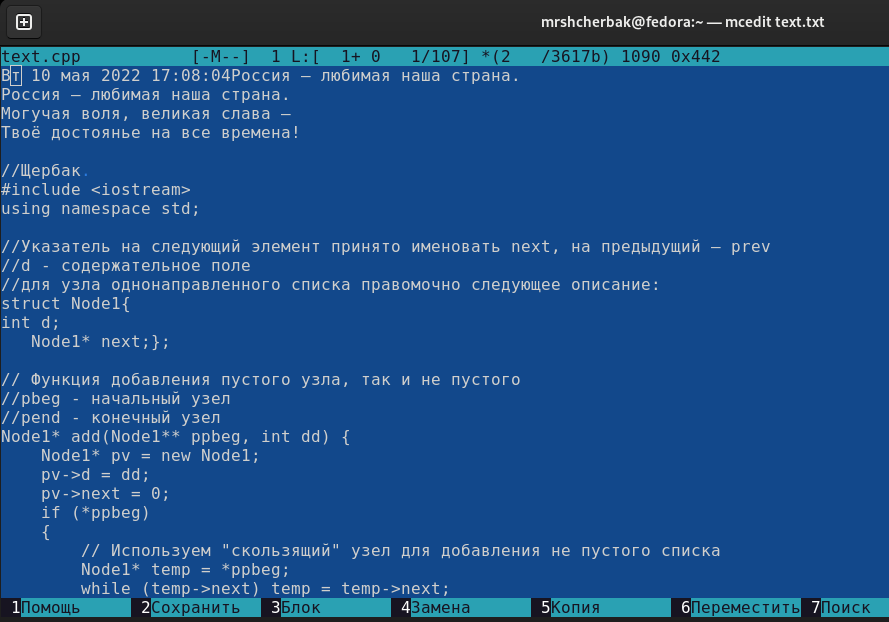 mrshcherbak@fedora:~ — mcedit text.txt
text.cpp [-M--] 1 L:[ 1+ 0 1/107] *(2 /3617b) 1090 0x442
Вт 10 мая 2022 17:08:04Россия — любимая наша страна.
Россия — любимая наша страна.
Могучая воля, великая слава —
Твоё достоянье на все времена!
//Щербак.
#include <iostream>
using namespace std;
//Указатель на следующий элемент принято именовать next, на предыдущий — prev
//d - содержательное поле
//для узла однонаправленного списка правомочно следующее описание:
struct Node1{
int d;
Node1* next;};
// Функция добавления пустого узла, так и не пустого
//pbeg - начальный узел
//pend - конечный узел
Node1* add(Node1** ppbeg, int dd) {
Node1* pv = new Node1;
pv->d = dd;
pv->next = 0;
if (*ppbeg)
{
// Используем "скользящий" узел для добавления не пустого списка
Node1* temp = *ppbeg;
while (temp->next) temp = temp->next;
1Помощь 2Сохранить 3Блок 4Замена 5Копия 6Переместить 7Поиск